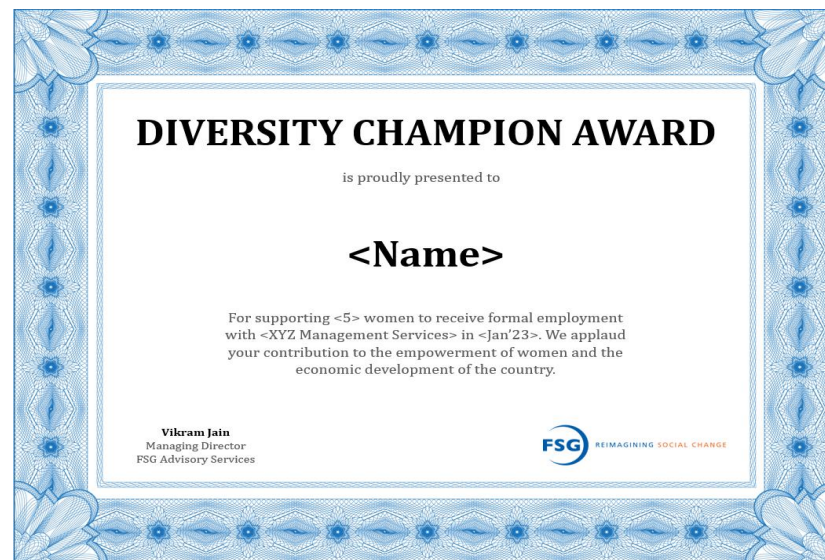 DIVERSITY CHAMPION AWARD
is proudly presented to
<Name>
For supporting <5> women to receive formal employment
with <XYZ Management Services> in <Jan’23>. We applaud
your contribution to the empowerment of women and the
economic development of the country.
Vikram Jain
Managing Director
FSG Advisory Services
FSG REIMAGINING SOCIAL CHANGE